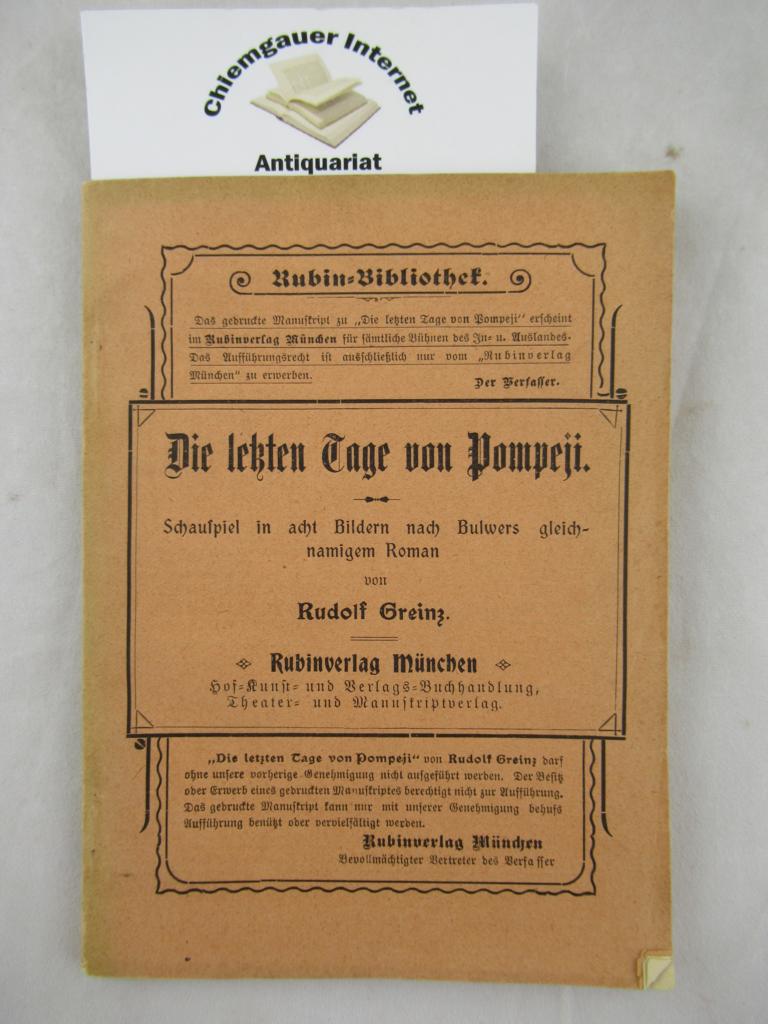 Chiemgauer Internet
Antiquariat
Rubin=Bibliothek.
Das gedruckte Manuskript zu „Die letzten Tage von Pompeji“ erscheint
im Rubinverlag München für sämtliche Bühnen des In= u. Auslandes.
Das Aufführungsrecht ist ausschließlich nur vom „Rubinverlag
München“ zu erwerben.
Der Verfasser.
Die letzten Tage von Pompeji.
Schauspiel in acht Bildern nach Bulwers gleich-
namigem Roman
von
Rudolf Greinz.
Rubinverlag München
Hof=Kunst= und Verlags=Buchhandlung,
Theater= und Manuskriptverlag.
„Die letzten Tage von Pompeji“ von Rudolf Greinz darf
ohne unsere vorherige Genehmigung nicht aufgeführt werden. Der Besitz
oder Erwerb eines gedruckten Manuskriptes berechtigt nicht zur Aufführung.
Das gedruckte Manuskript kann nur mit unserer Genehmigung behufs
Aufführung benützt oder vervielfältigt werden.
Rubinverlag München
Bevollmächtigter Vertreter des Verfasser